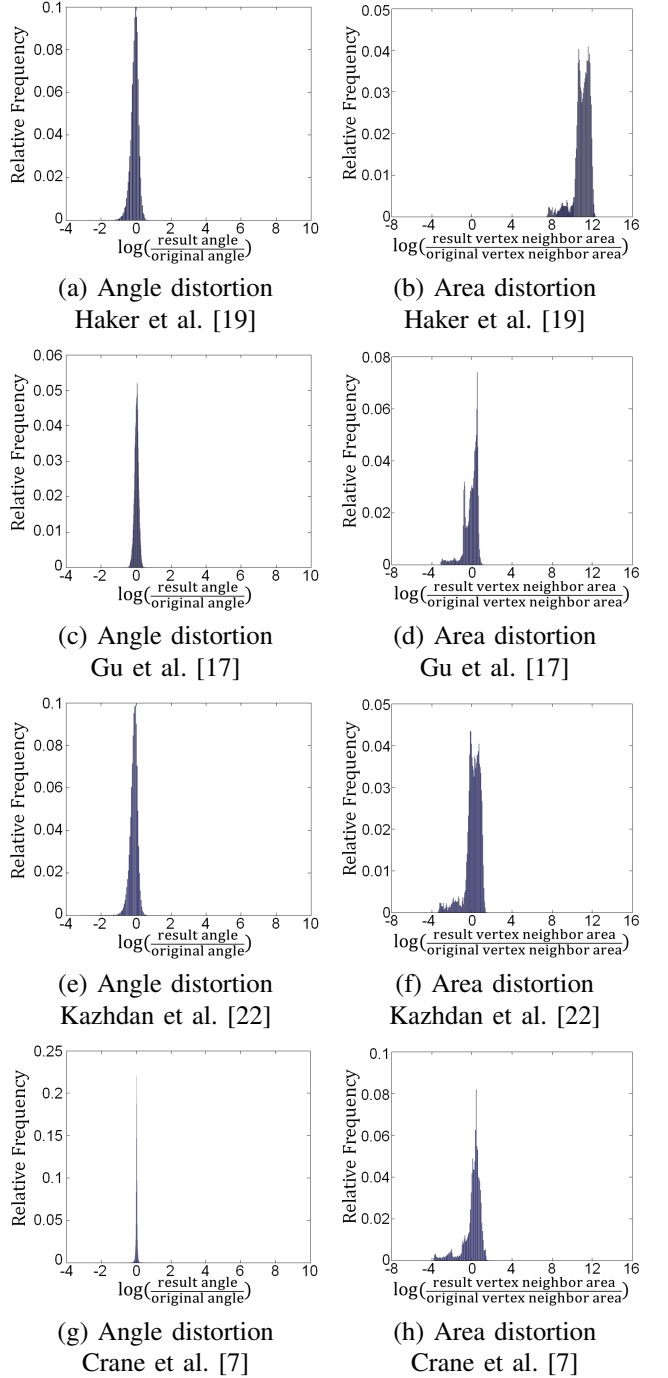 0.1
0.08
0.06
0.04
0.02
0
Relative Frequency
-4 -2 0 2 4 6 8 10
log(result angle/original angle)
(a) Angle distortion
Haker et al. [19]
0.05
0.04
0.03
0.02
0.01
0
Relative Frequency
-8 -4 0 4 8 12 16
log(result vertex neighbor area/original vertex neighbor area)
(b) Area distortion
Haker et al. [19]
0.06
0.05
0.04
0.03
0.02
0.01
0
Relative Frequency
-4 -2 0 2 4 6 8 10
log(result angle/original angle)
(c) Angle distortion
Gu et al. [17]
0.08
0.06
0.04
0.02
0
Relative Frequency
-8 -4 0 4 8 12 16
log(result vertex neighbor area/original vertex neighbor area)
(d) Area distortion
Gu et al. [17]
0.1
0.08
0.06
0.04
0.02
0
Relative Frequency
-4 -2 0 2 4 6 8 10
log(result angle/original angle)
(e) Angle distortion
Kazhdan et al. [22]
0.05
0.04
0.03
0.02
0.01
0
Relative Frequency
-8 -4 0 4 8 12 16
log(result vertex neighbor area/original vertex neighbor area)
(f) Area distortion
Kazhdan et al. [22]
0.25
0.2
0.15
0.1
0.05
0
Relative Frequency
-4 -2 0 2 4 6 8 10
log(result angle/original angle)
(g) Angle distortion
Crane et al. [7]
0.1
0.08
0.06
0.04
0.02
0
Relative Frequency
-8 -4 0 4 8 12 16
log(result vertex neighbor area/original vertex neighbor area)
(h) Area distortion
Crane et al. [7]